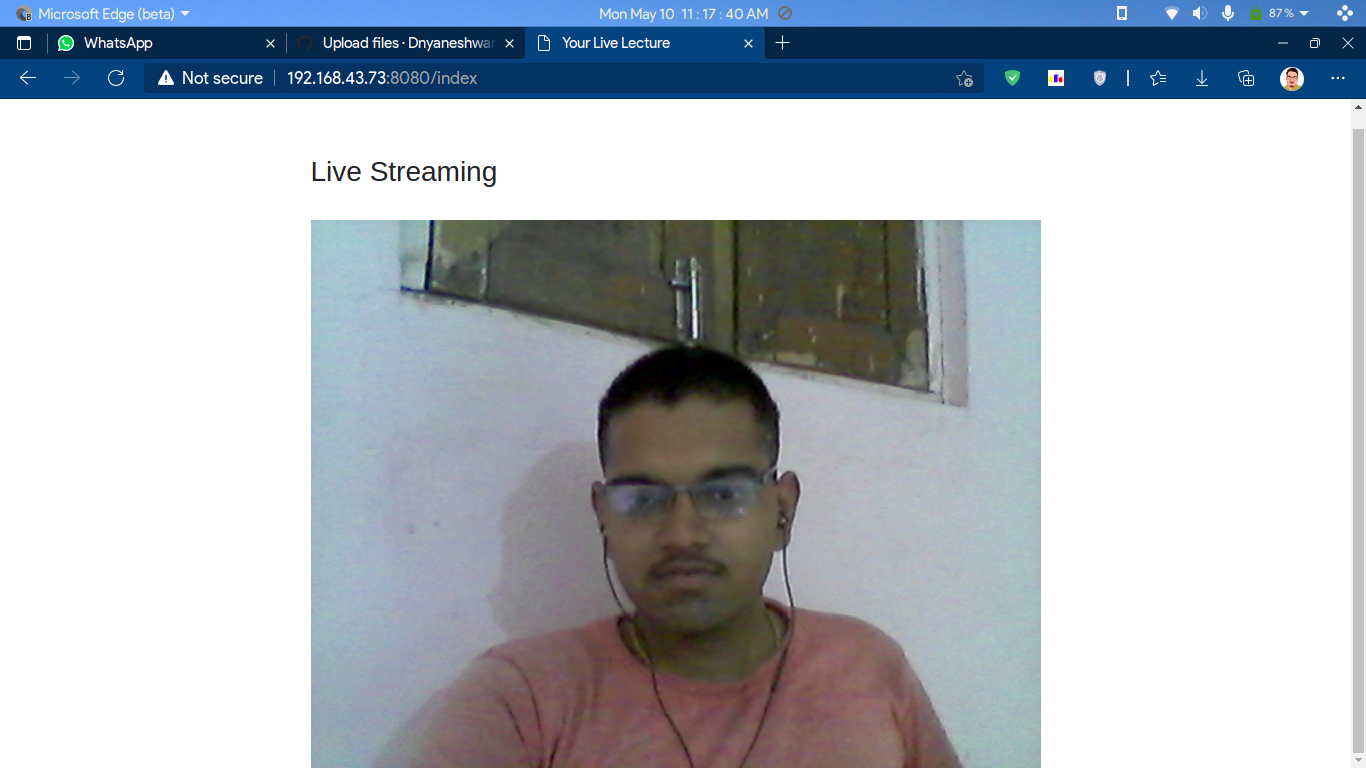 Microsoft Edge (beta) Mon May 10 11 : 17 : 40 AM 87%
WhatsApp Upload files · Dnyaneshwar Your Live Lecture
Not secure 192.168.43.73:8080/index
Live Streaming